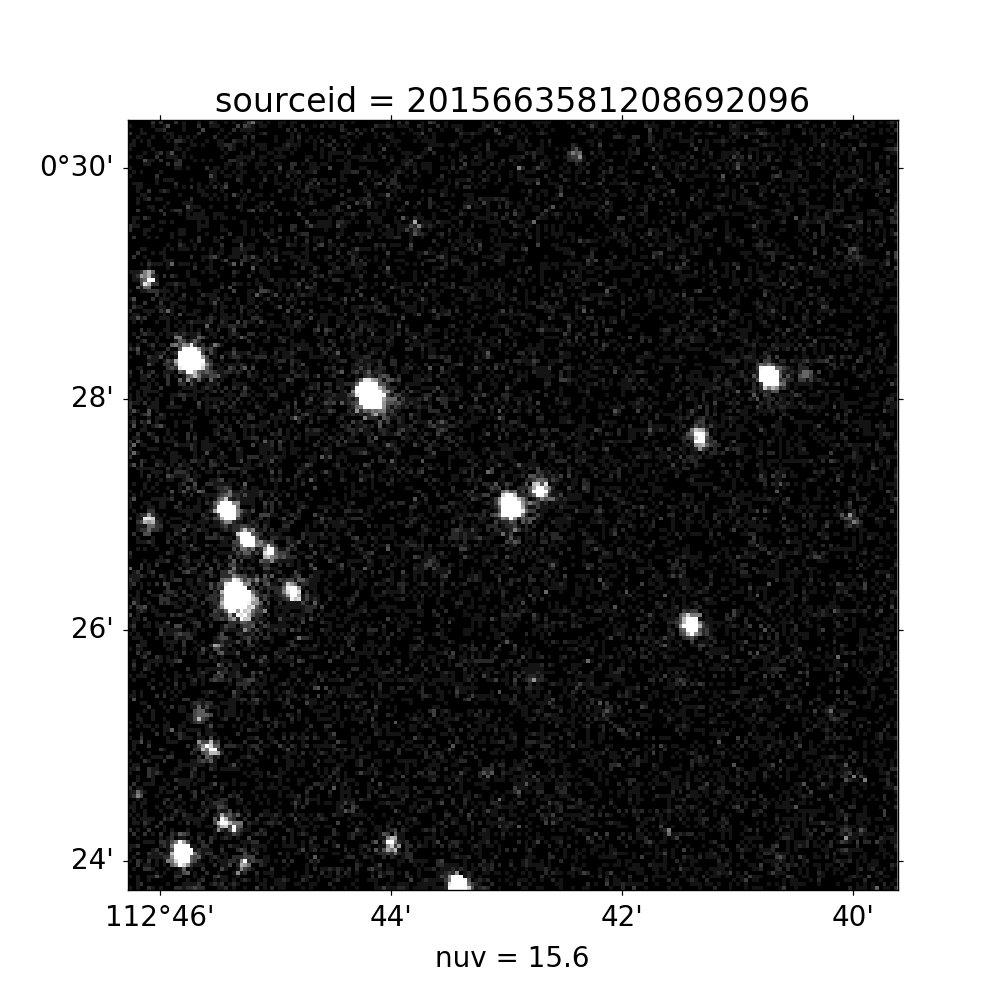 sourceid = 2015663581208692096
0°30'
28'
26'
24'
112°46' 44' 42' 40'
nuv = 15.6